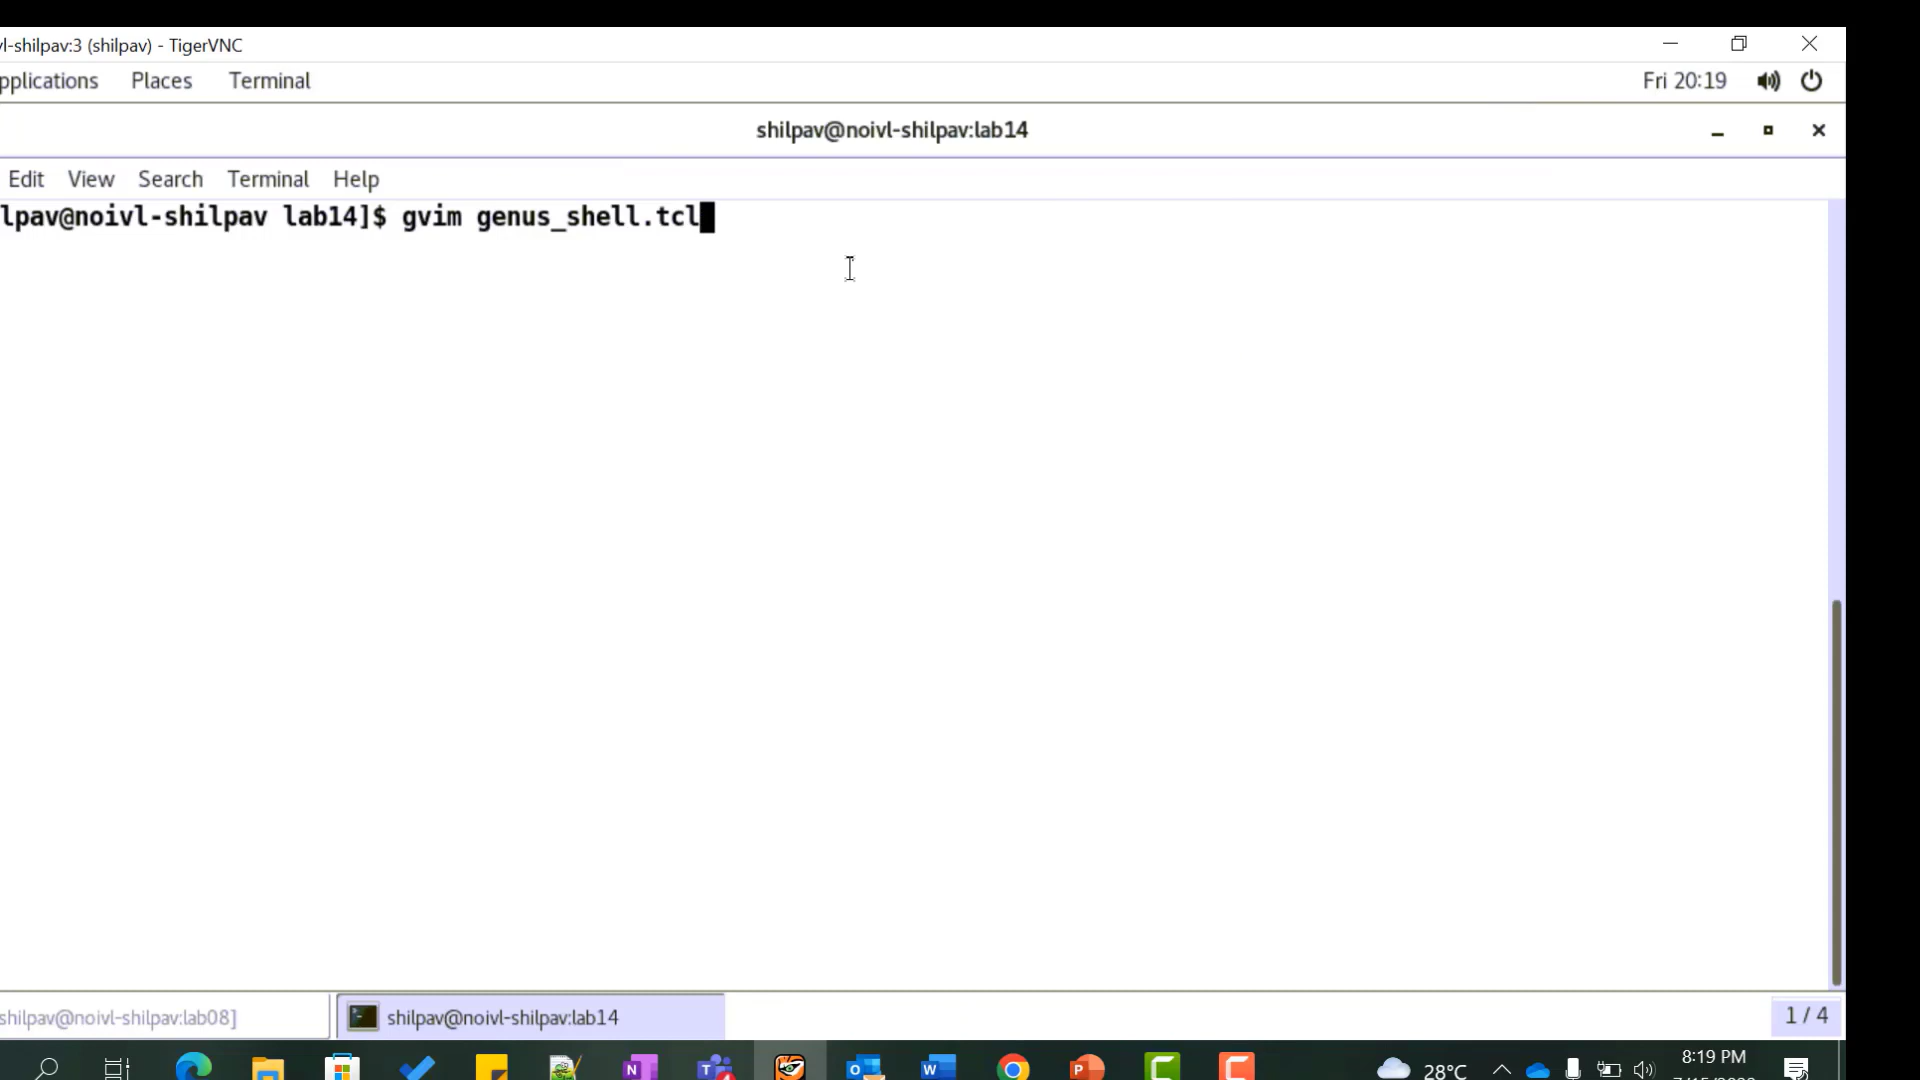 l-shilpav:3 (shilpav) - TigerVNC
pplications Places Terminal Fri 20:19
shilpav@noivl-shilpav:lab14
Edit View Search Terminal Help
lpav@noivl-shilpav lab14]$ gvim genus_shell.tcl
shilpav@noivl-shilpav:lab08]
shilpav@noivl-shilpav:lab14
1 / 4
28°C
8:19 PM